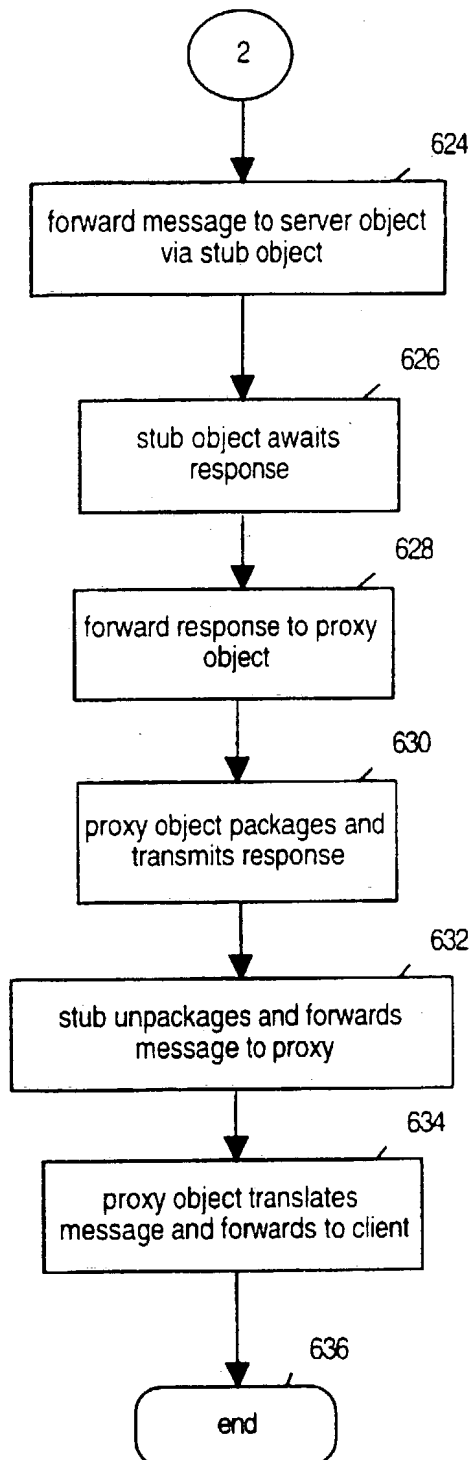 2
624
forward message to server object
via stub object
626
stub object awaits
response
628
forward response to proxy
object
630
proxy object packages and
transmits response
632
stub unpackages and forwards
message to proxy
634
proxy object translates
message and forwards to client
636
end